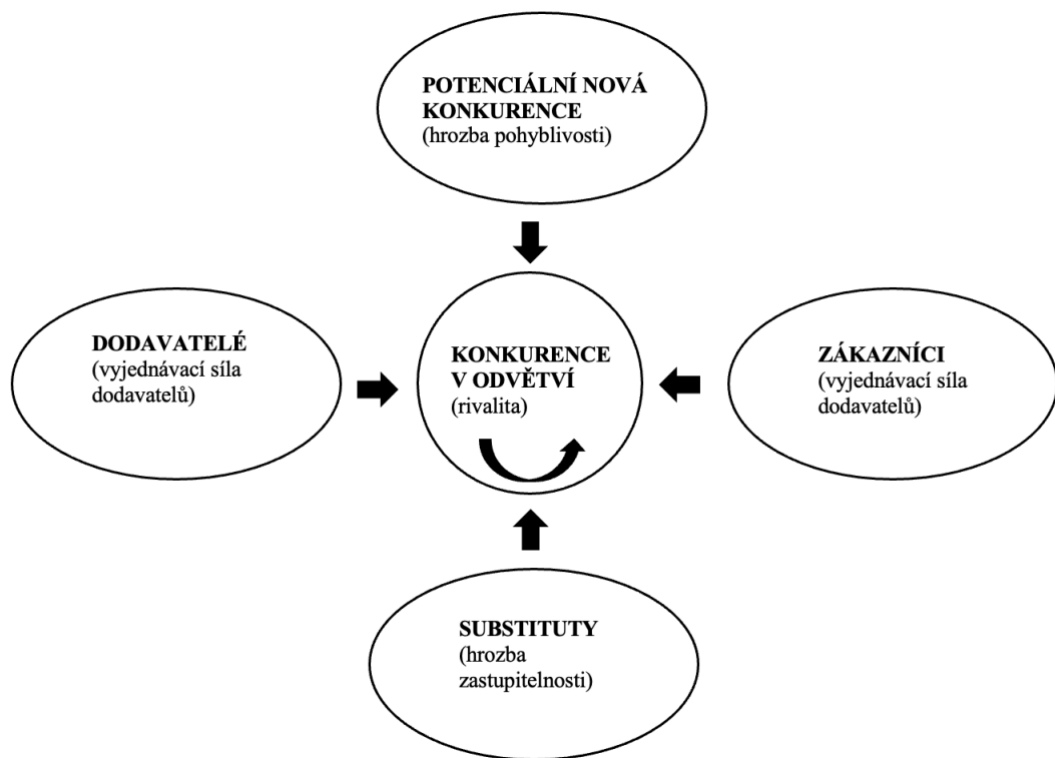 POTENCIÁLNÍ NOVÁ
KONKURENCE
(hrozba pohyblivosti)
DODAVATELÉ
(vyjednávací síla
dodavatelů)
KONKURENCE
V ODVĚTVÍ
(rivalita)
ZÁKAZNÍCI
(vyjednávací síla
dodavatelů)
SUBSTITUTY
(hrozba
zastupitelnosti)